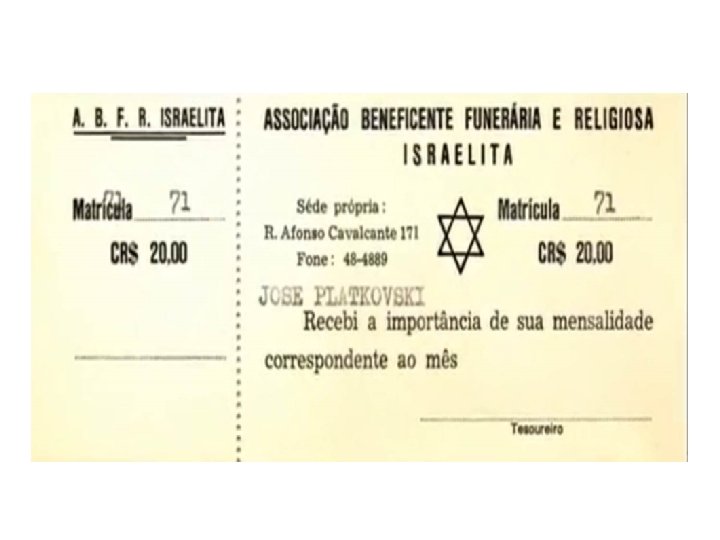 A. B. F. R. ISRAELITA
Matrícula 71
CR$ 20,00
ASSOCIAÇÃO BENEFICENTE FUNERÁRIA E RELIGIOSA
ISRAELITA
Séde própria:
R. Afonso Cavalcante 171
Fone: 48-4889
Matrícula 71
CR$ 20,00
JOSE PLATKOVSKI
Recebi a importância de sua mensalidade
correspondente ao mês
Tesoureiro